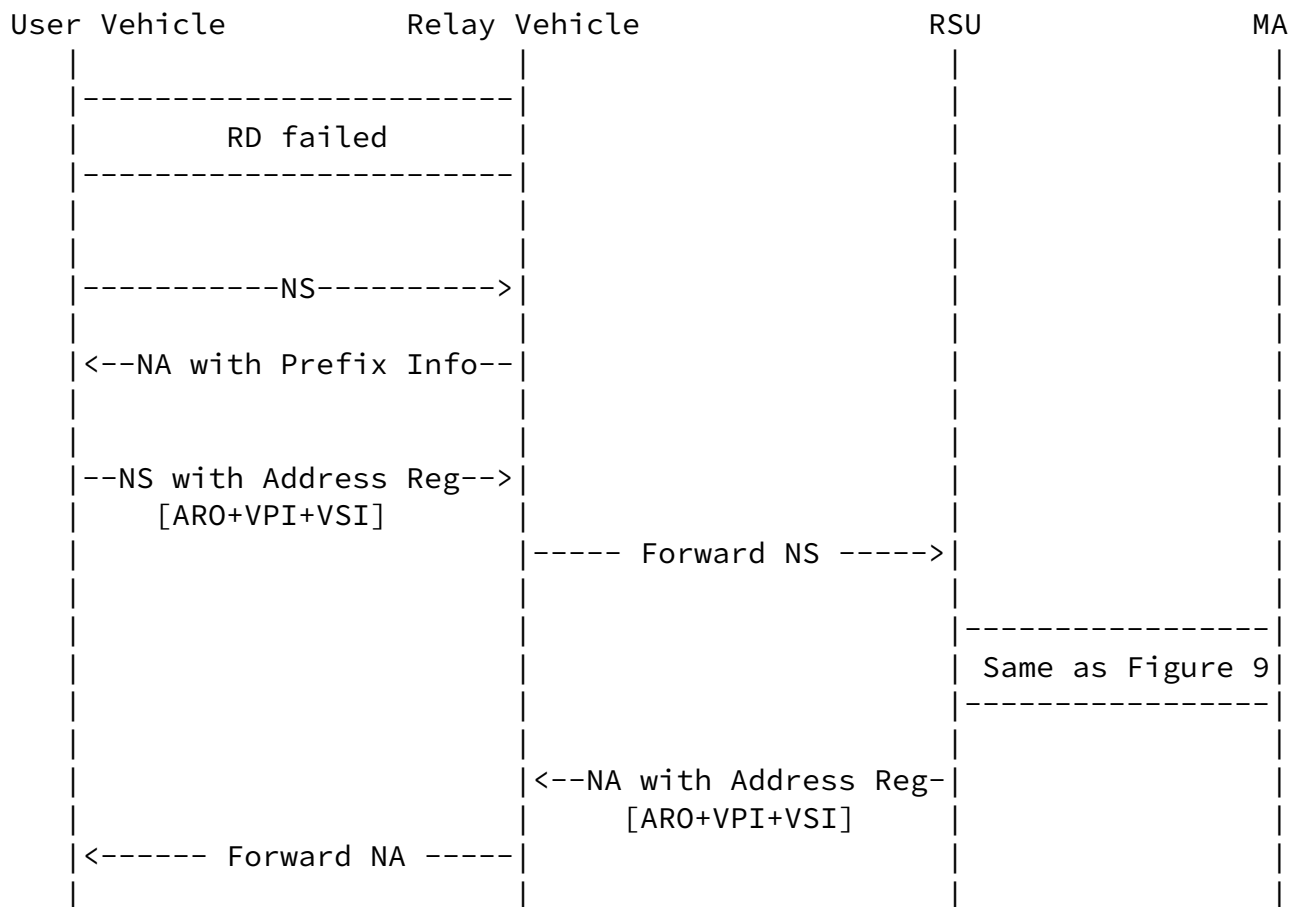 User Vehicle Relay Vehicle RSU MA
RD failed
NS
NA with Prefix Info
NS with Address Reg
[ARO+VPI+VSI]
Forward NS
Same as Figure 9
NA with Address Reg
[ARO+VPI+VSI]
Forward NA